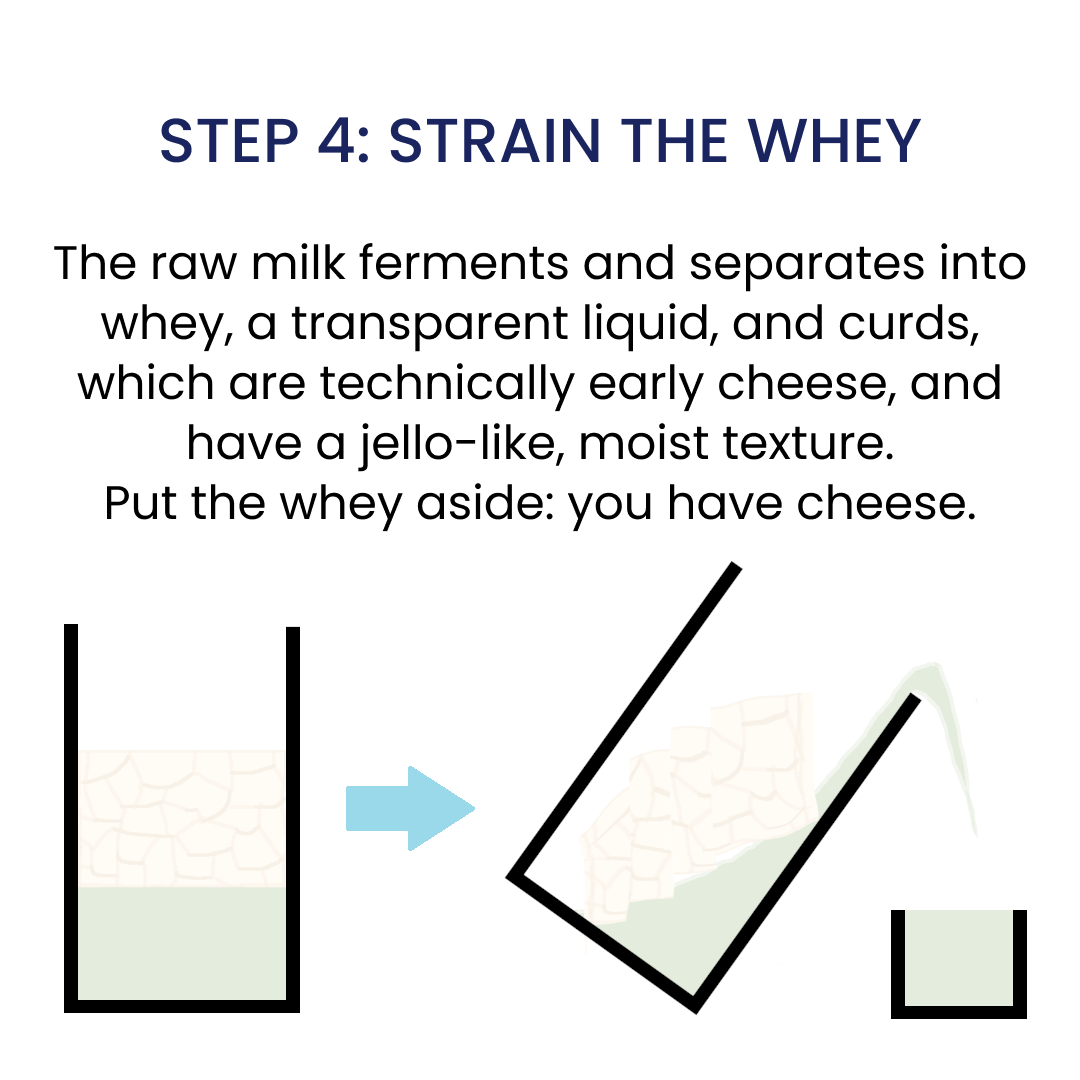 STEP 4: STRAIN THE WHEY
The raw milk ferments and separates into
whey, a transparent liquid, and curds,
which are technically early cheese, and
have a jello-like, moist texture.
Put the whey aside: you have cheese.